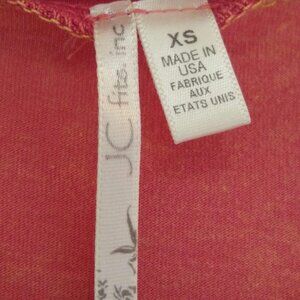 JC fits, inc
XS
MADE IN
USA
FABRIQUE
AUX
ETATS UNIS